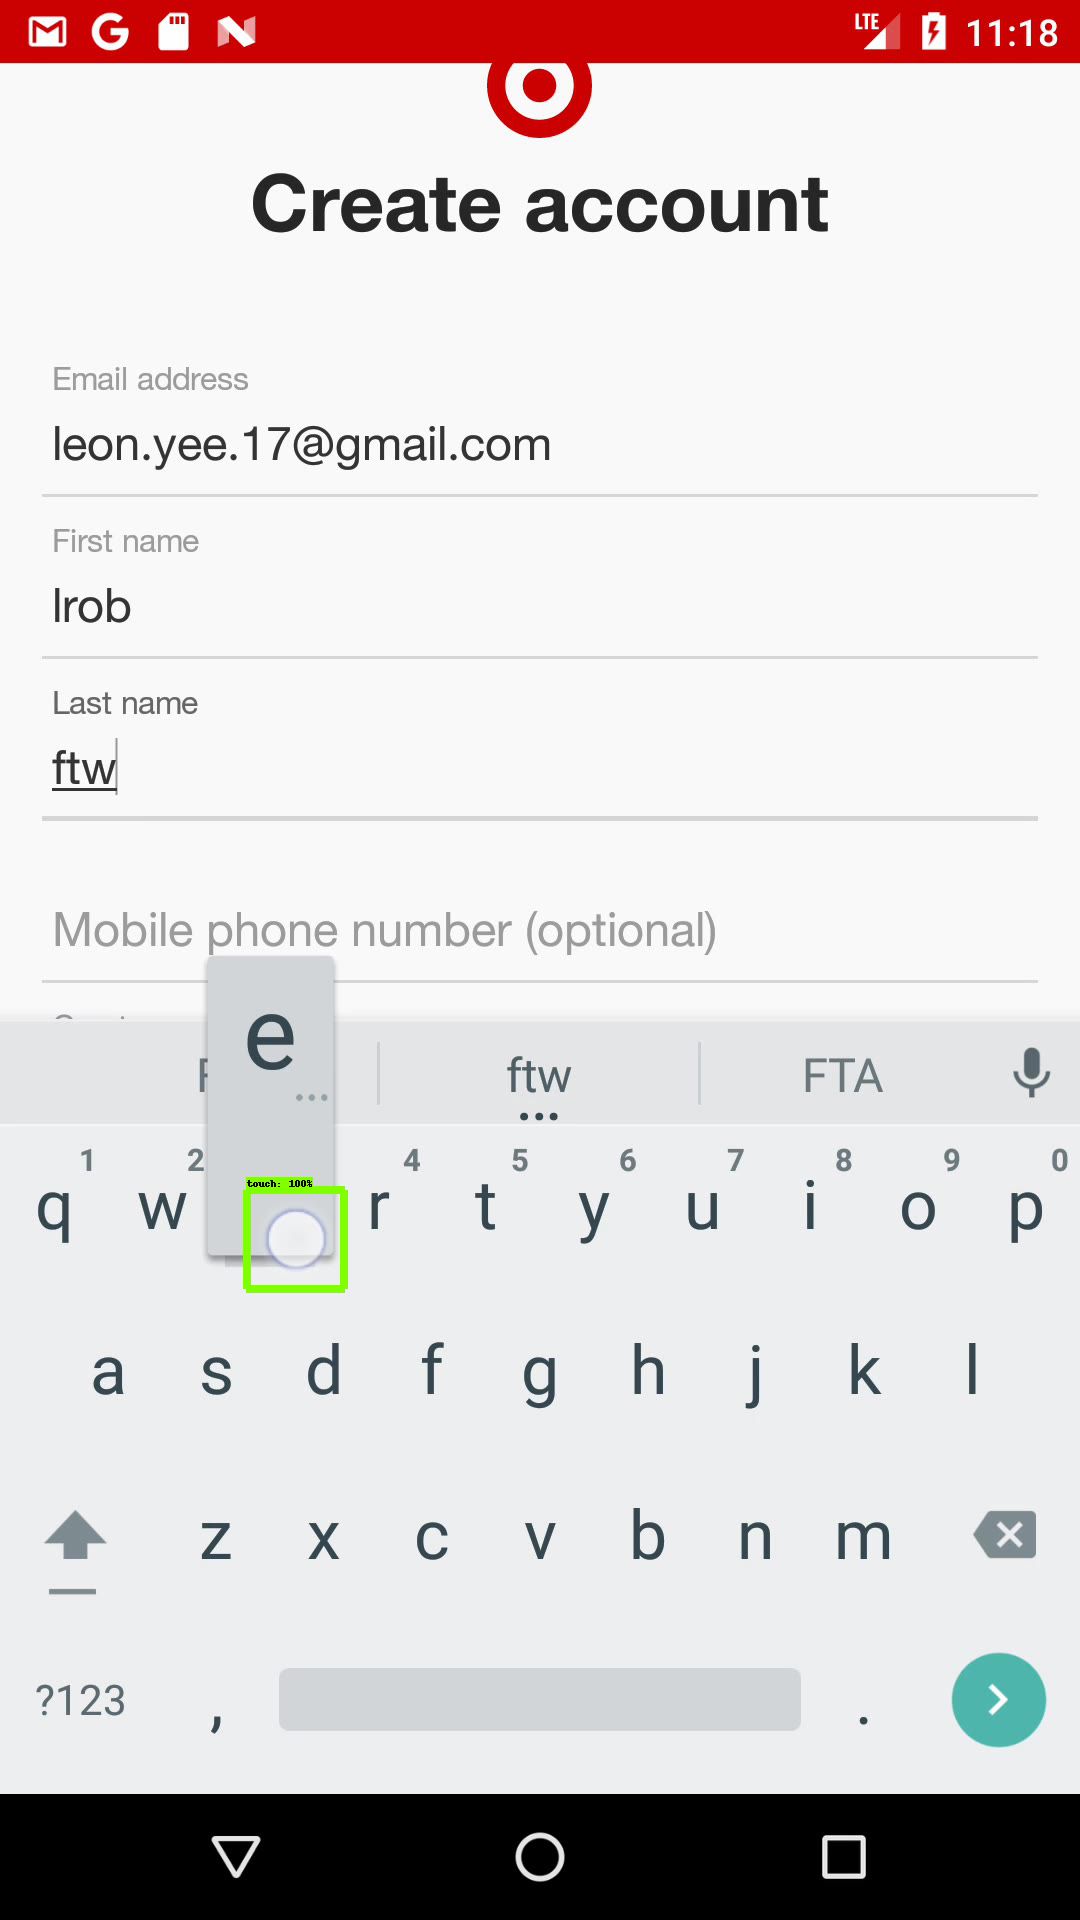 LTE 11:18
Create account
Email address
leon.yee.17@gmail.com
First name
lrob
Last name
ftw
Mobile phone number (optional)
e
...
ftw FTA
...
touch: 100%
1 2 4 5 6 7 8 9 0
q w r t y u i o p
a s d f g h j k l
z x c v b n m
?123 , .